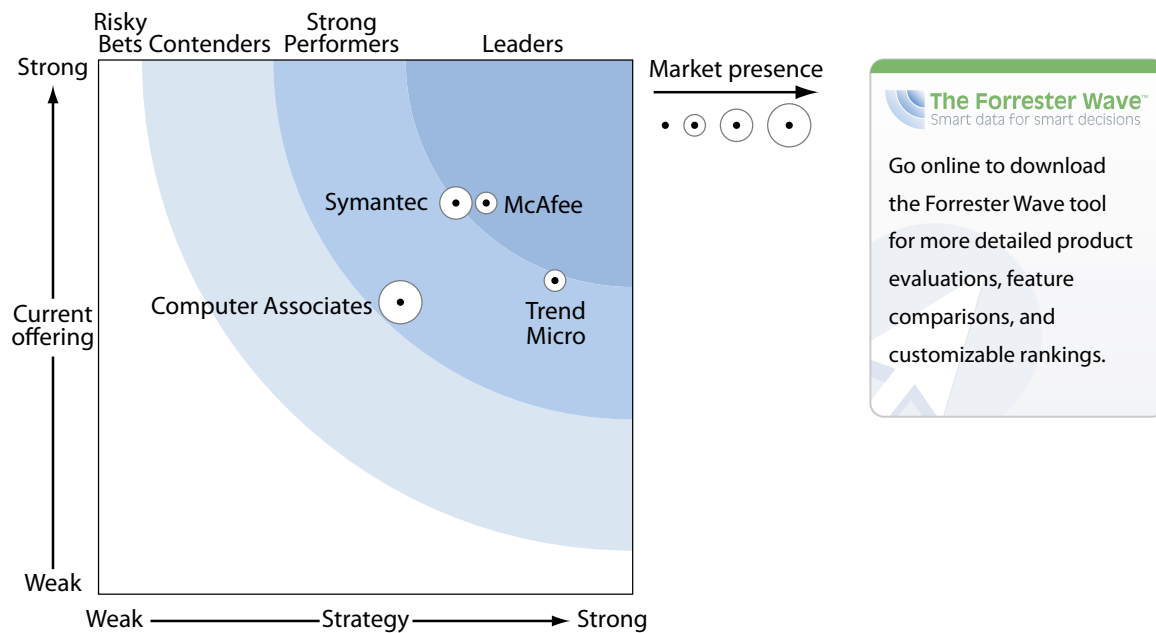 Risky
Bets
Contenders
Strong
Performers
Leaders
Strong
Current
offering
Weak
Symantec
McAfee
Computer Associates
Trend
Micro
Weak
Strategy
Strong
Market presence
The Forrester Wave™
Smart data for smart decisions
Go online to download
the Forrester Wave tool
for more detailed product
evaluations, feature
comparisons, and
customizable rankings.